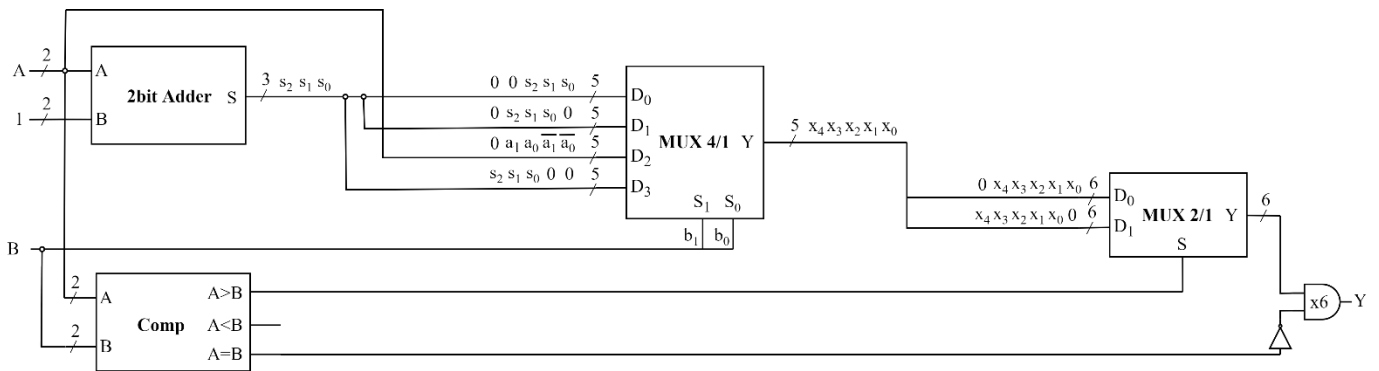 A
2
A
2bit Adder
S
1
2
B
3
s₂ s₁ s₀
0 0 s₂ s₁ s₀
5
D₀
0 s₂ s₁ s₀ 0
5
D₁
0 a₁ a₀ a̅₁ a̅₀
5
D₂
s₂ s₁ s₀ 0 0
5
D₃
MUX 4/1
Y
S₁ S₀
b₁ b₀
5
x₄ x₃ x₂ x₁ x₀
0 x₄ x₃ x₂ x₁ x₀
6
D₀
x₄ x₃ x₂ x₁ x₀ 0
6
D₁
MUX 2/1
Y
S
6
B
2
A
2
B
Comp
A>B
A<B
A=B
x6
Y